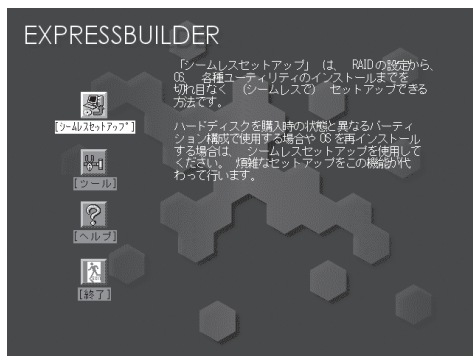 EXPRESSBUILDER
「シームレスセットアップ」 は、 RAIDの設定から、
OS、 各種ユーティリティのインストールまでを
切れ目なく (シームレスで) セットアップできる
方法です。
ハードディスクを購入時の状態と異なるパーティ
ション構成で使用する場合や OSを再インストール
する場合は、 シームレスセットアップを使用して
ください。 煩雑なセットアップをこの機能が代
わって行います。
[シームレスセットアップ]
[ツール]
[ヘルプ]
[終了]